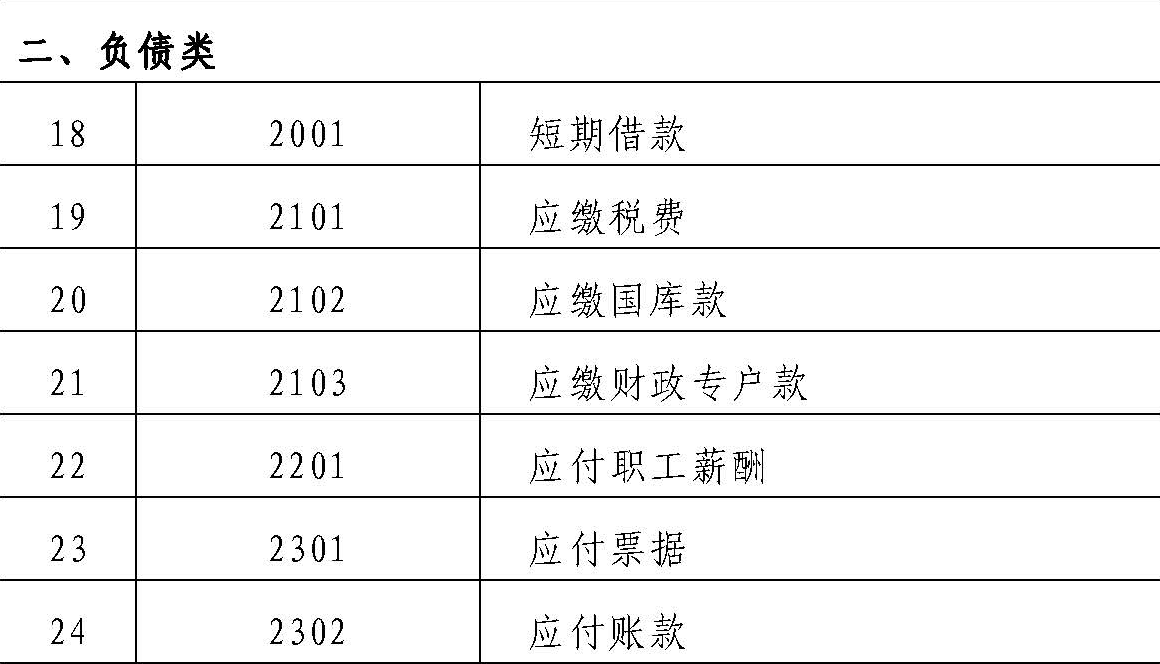 二、负债类
18 2001 短期借款
19 2101 应缴税费
20 2102 应缴国库款
21 2103 应缴财政专户款
22 2201 应付职工薪酬
23 2301 应付票据
24 2302 应付账款